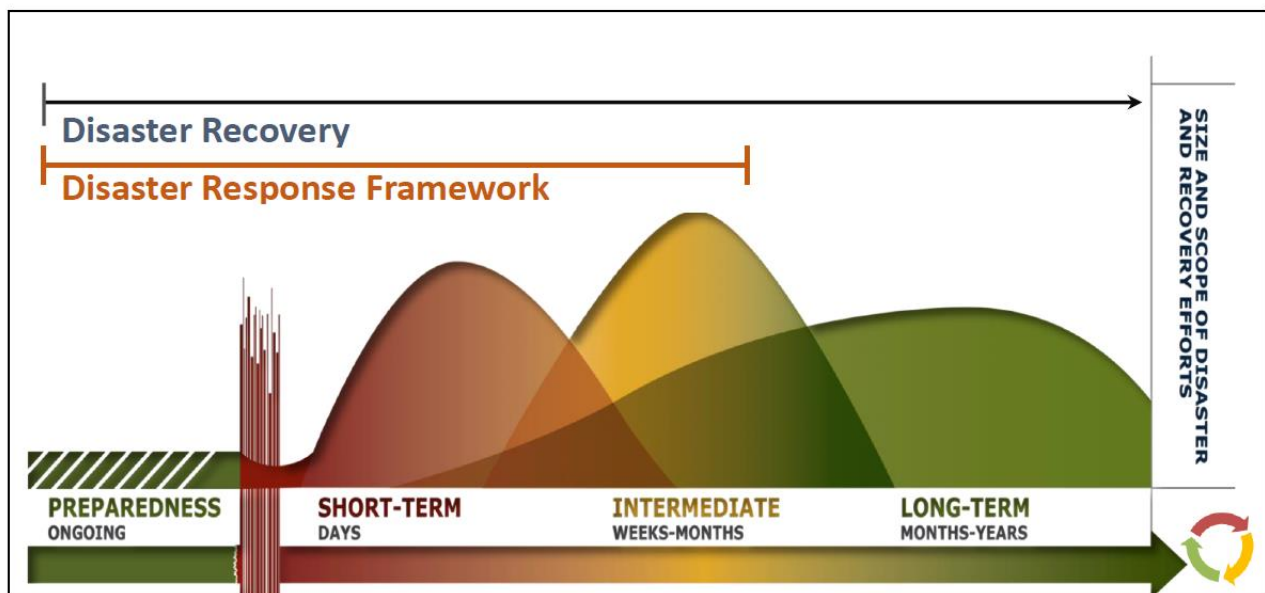 Disaster Recovery
Disaster Response Framework
SIZE AND SCOPE OF DISASTER
AND RECOVERY EFFORTS
PREPAREDNESS
ONGOING
SHORT-TERM
DAYS
INTERMEDIATE
WEEKS-MONTHS
LONG-TERM
MONTHS-YEARS